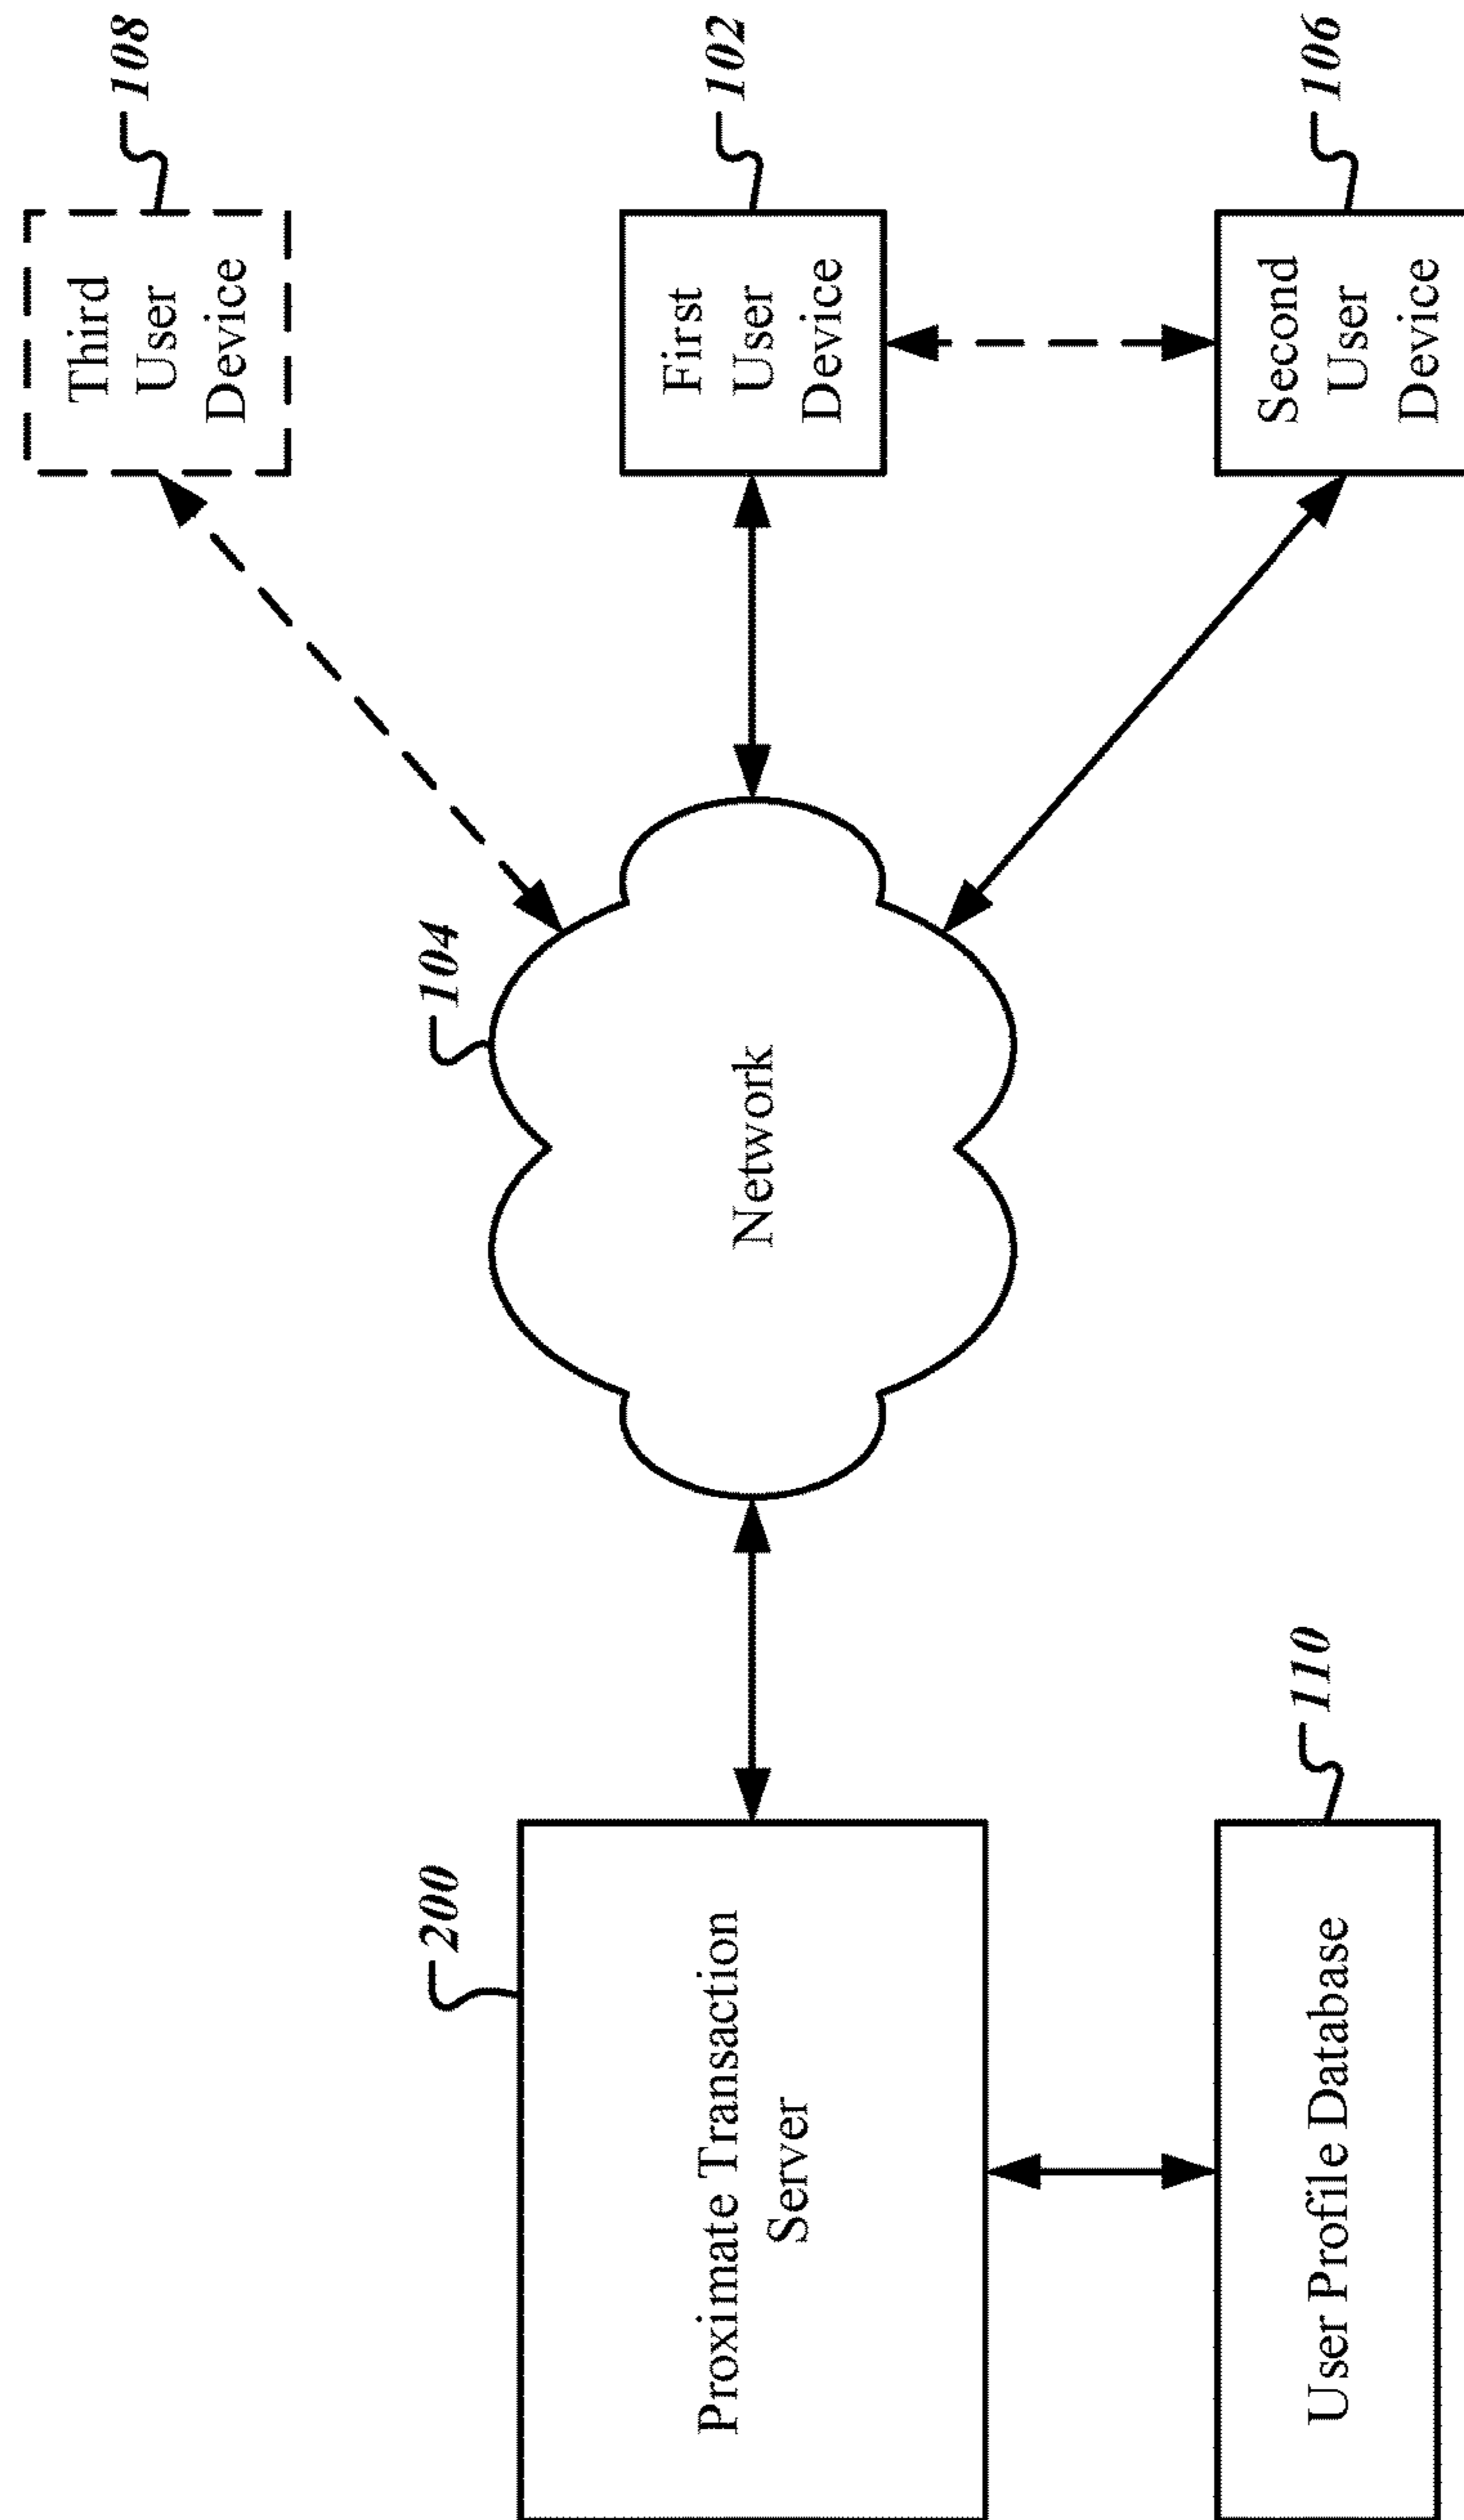 200
Proximate Transaction
Server
110
User Profile Database
104
Network
108
Third
User
Device
102
First
User
Device
106
Second
User
Device